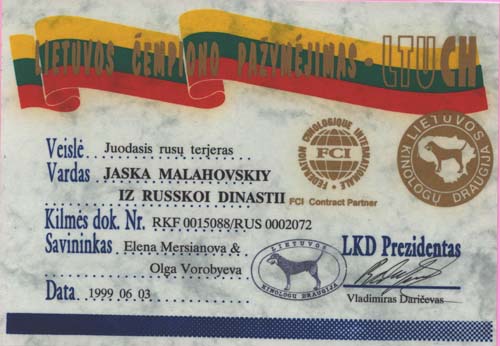 LIETUVOS ČEMPIONO PAŽYMĖJIMAS - LTU CH
Veislė Juodasis rusų terjeras
Vardas JASKA MALAHOVSKIY
IZ RUSSKOI DINASTII
Kilmės dok. Nr. RKF 0015088/RUS 0002072
Savininkas Elena Mersianova &
Olga Vorobyeva
Data 1999 06 03
FEDERATION CYNOLOGIQUE INTERNATIONALE
FCI
FCI Contract Partner
LIETUVOS
KINOLOGŲ DRAUGIJA
LIETUVOS
KINOLOGŲ DRAUGIJA
LKD Prezidentas
Vladimiras Daričevas